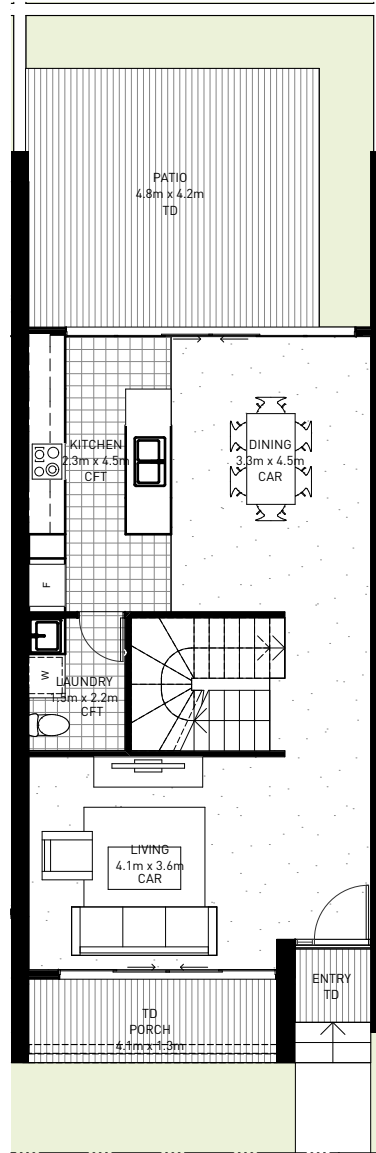 PATIO
4.8m x 4.2m
TD
KITCHEN
2.3m x 4.5m
CFT
DINING
3.3m x 4.5m
CAR
F
W
LAUNDRY
1.5m x 2.2m
CFT
LIVING
4.1m x 3.6m
CAR
ENTRY
TD
TD
PORCH
4.1m x 1.3m